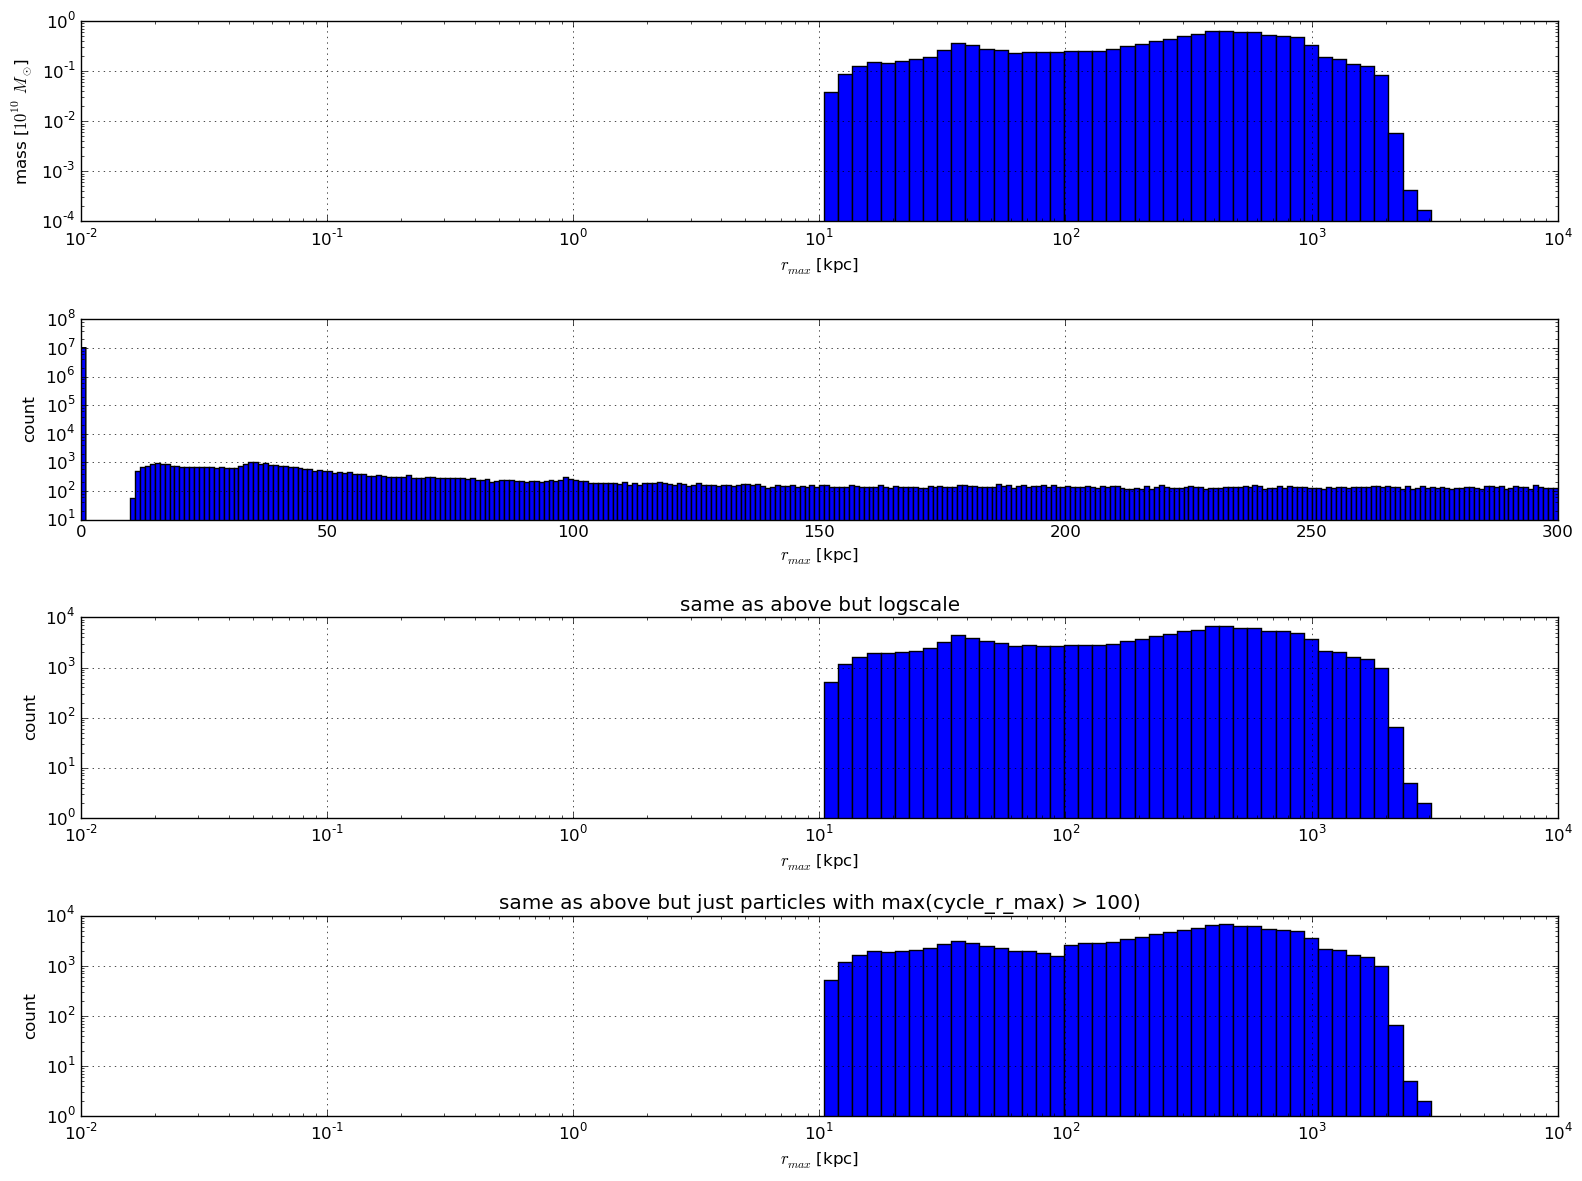 10^0
10^-1
10^-2
10^-3
10^-4
mass [10^10 M_⊙]
10^-2 10^-1 10^0 10^1 10^2 10^3 10^4
r_max [kpc]
10^8
10^7
10^6
10^5
10^4
10^3
10^2
10^1
count
0 50 100 150 200 250 300
r_max [kpc]
same as above but logscale
10^4
10^3
10^2
10^1
10^0
count
10^-2 10^-1 10^0 10^1 10^2 10^3 10^4
r_max [kpc]
same as above but just particles with max(cycle_r_max) > 100)
10^4
10^3
10^2
10^1
10^0
count
10^-2 10^-1 10^0 10^1 10^2 10^3 10^4
r_max [kpc]